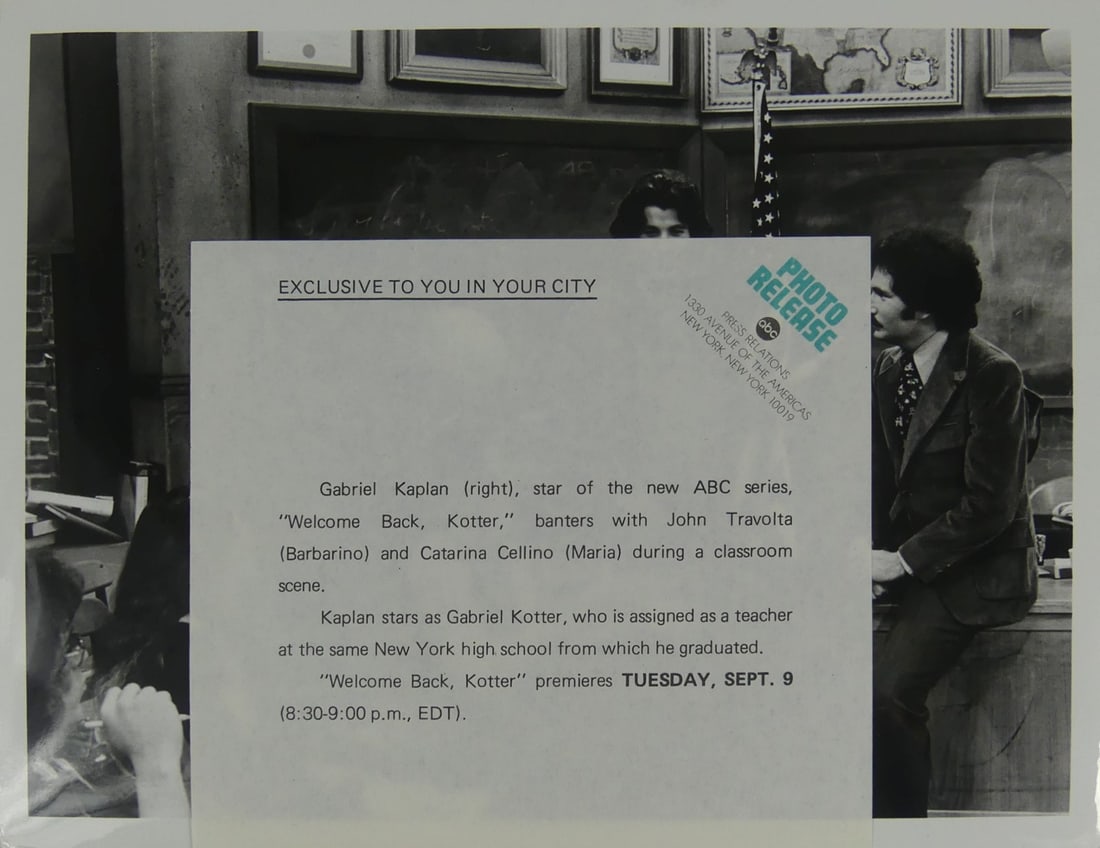 EXCLUSIVE TO YOU IN YOUR CITY
PHOTO
RELEASE
abc
PRESS RELATIONS
1330 AVENUE OF THE AMERICAS
NEW YORK, NEW YORK 10019
Gabriel Kaplan (right), star of the new ABC series,
"Welcome Back, Kotter," banters with John Travolta
(Barbarino) and Catarina Cellino (Maria) during a classroom
scene.
Kaplan stars as Gabriel Kotter, who is assigned as a teacher
at the same New York high school from which he graduated.
"Welcome Back, Kotter" premieres TUESDAY, SEPT. 9
(8:30-9:00 p.m., EDT).